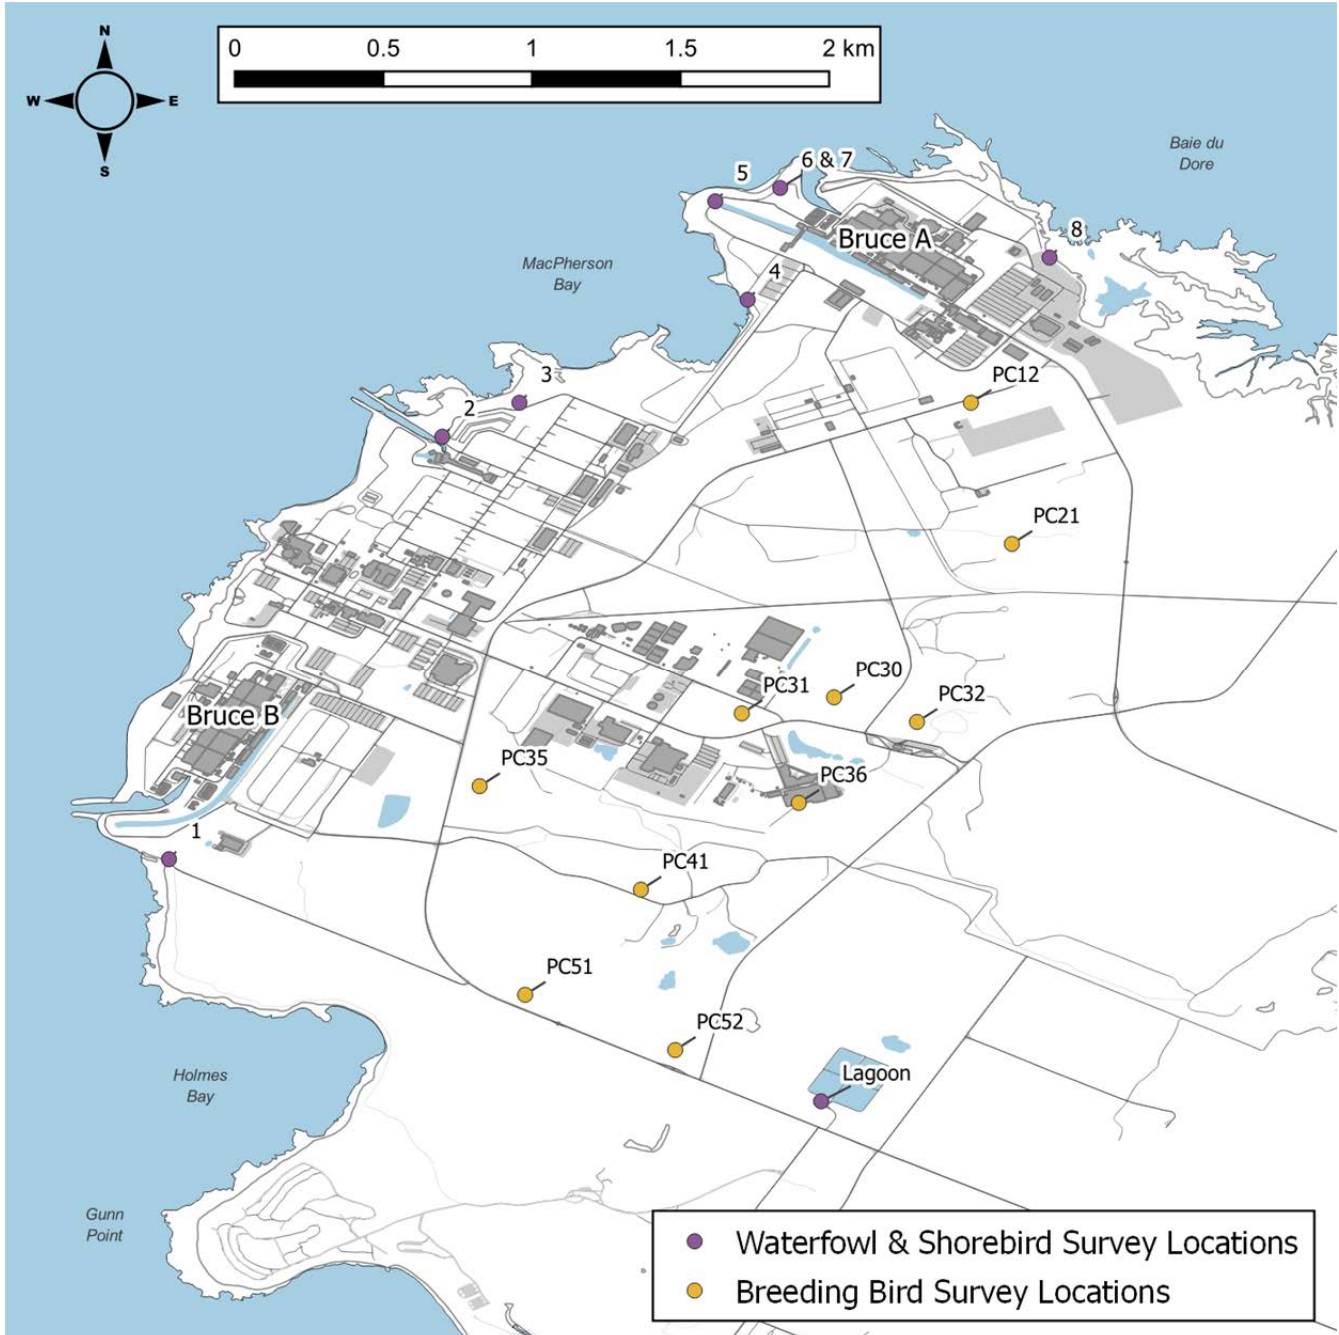 N
W E
S
0 0.5 1 1.5 2 km
Baie du
Dore
6 & 7
5
8
Bruce A
MacPherson
Bay
4
3
2
PC12
PC21
PC30
PC31
PC32
Bruce B
PC35
PC36
1
PC41
PC51
PC52
Lagoon
Holmes
Bay
Gunn
Point
Waterfowl & Shorebird Survey Locations
Breeding Bird Survey Locations